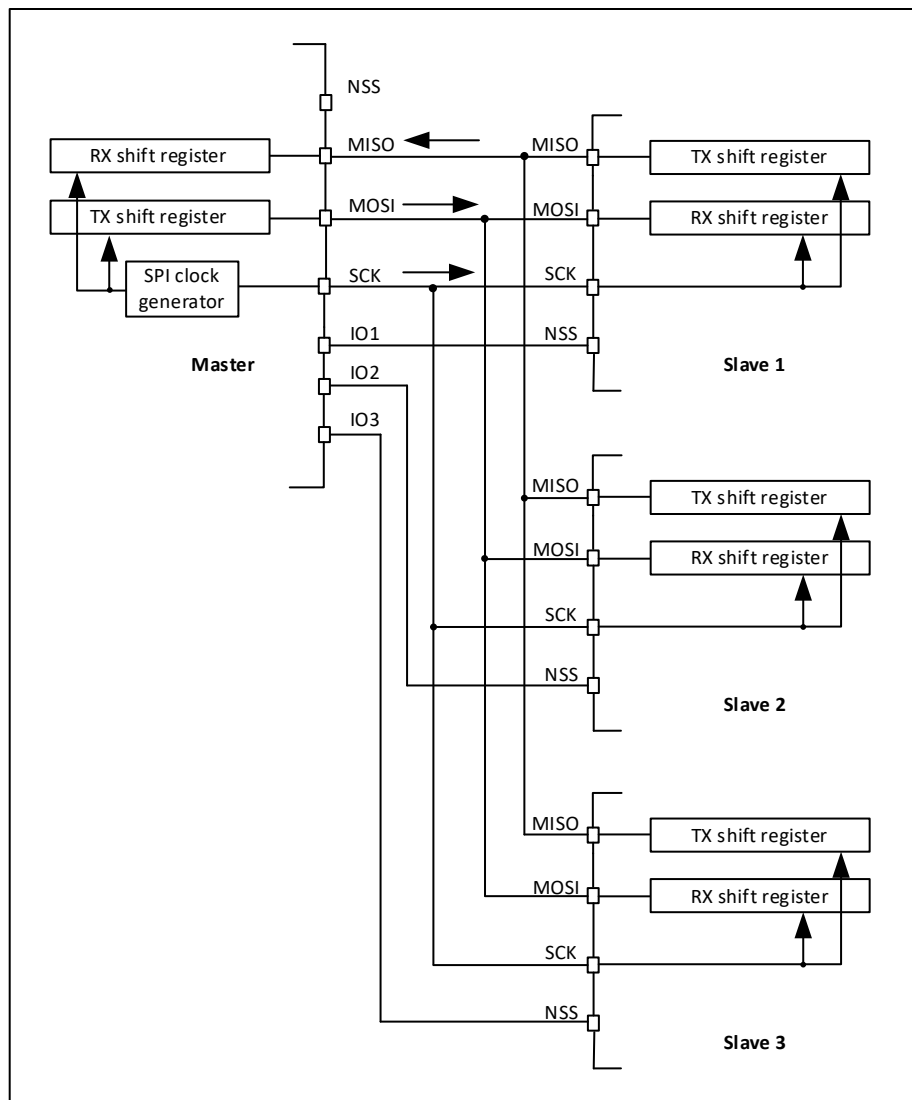 NSS
MISO
MISO
RX shift register
TX shift register
MOSI
MOSI
TX shift register
RX shift register
SCK
SCK
SPI clock
generator
IO1
NSS
Master
Slave 1
IO2
IO3
MISO
TX shift register
MOSI
RX shift register
SCK
NSS
Slave 2
MISO
TX shift register
MOSI
RX shift register
SCK
NSS
Slave 3